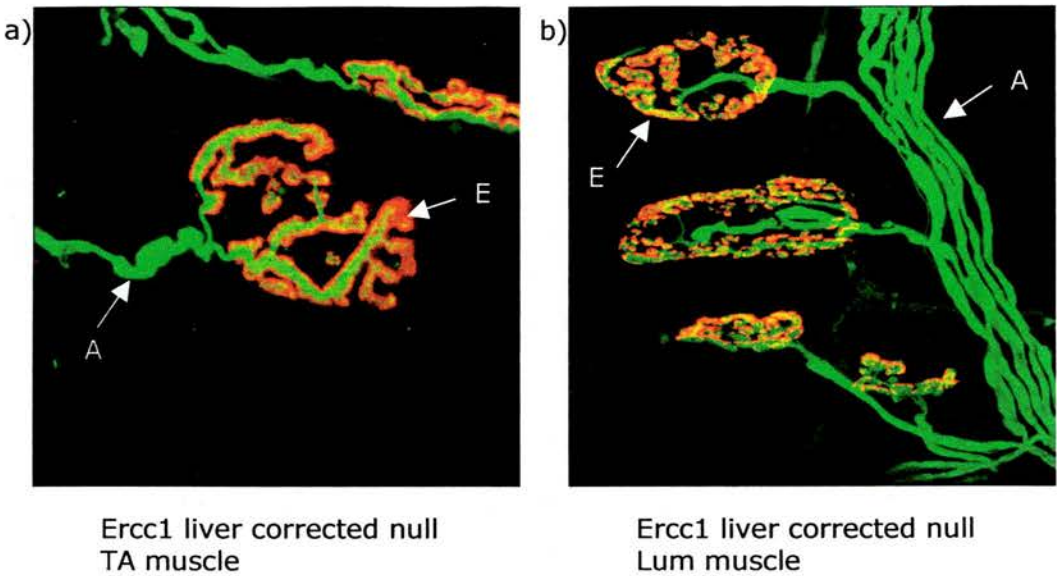 a)
E
A
b)
A
E
Ercc1 liver corrected null
TA muscle
Ercc1 liver corrected null
Lum muscle